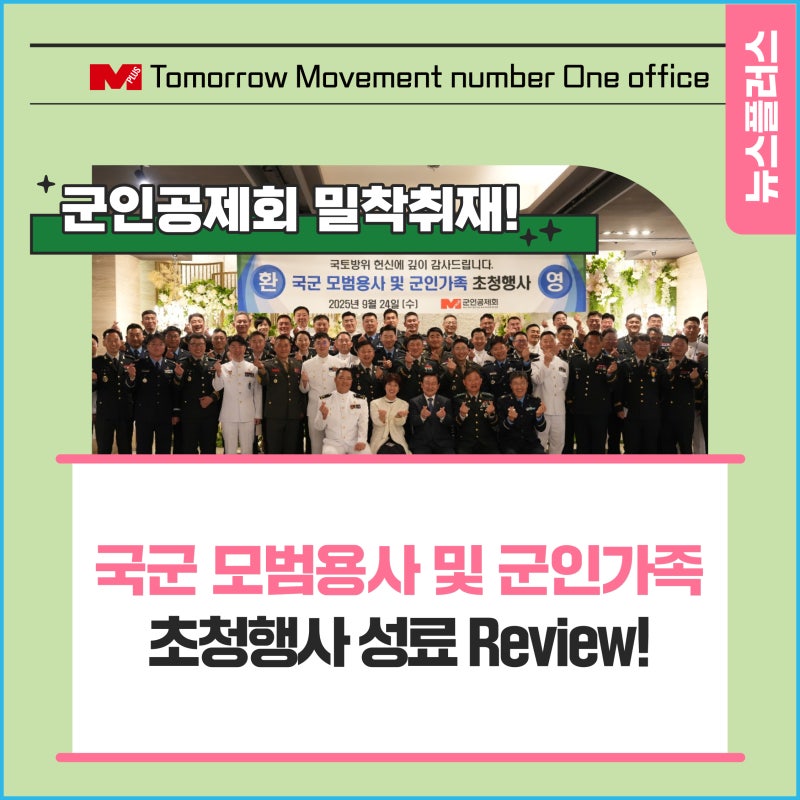 M PLUS Tomorrow Movement number One office
뉴스플러스
군인공제회 밀착취재!
국토방위 헌신에 깊이 감사드립니다.
환 국군 모범용사 및 군인가족 초청행사 영
2025년 9월 24일 (수) M 군인공제회
국군 모범용사 및 군인가족
초청행사 성료 Review!